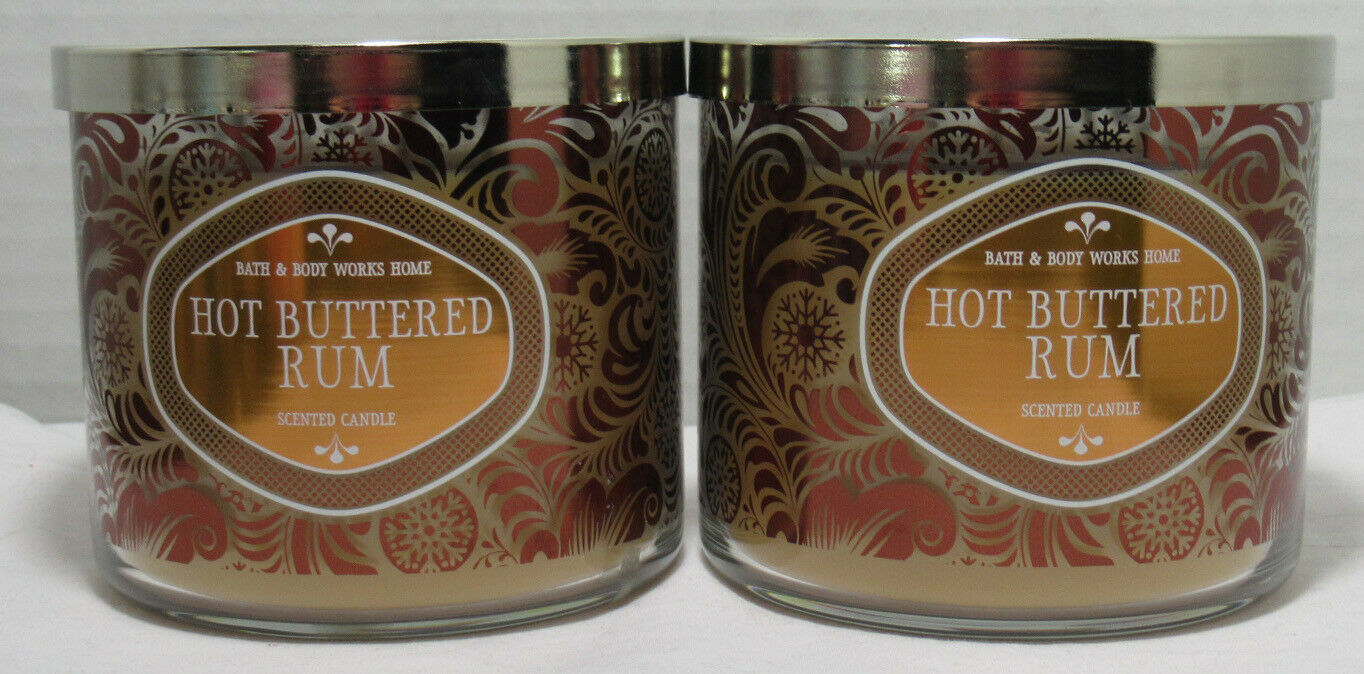 BATH & BODY WORKS HOME
HOT BUTTERED
RUM
SCENTED CANDLE
BATH & BODY WORKS HOME
HOT BUTTERED
RUM
SCENTED CANDLE